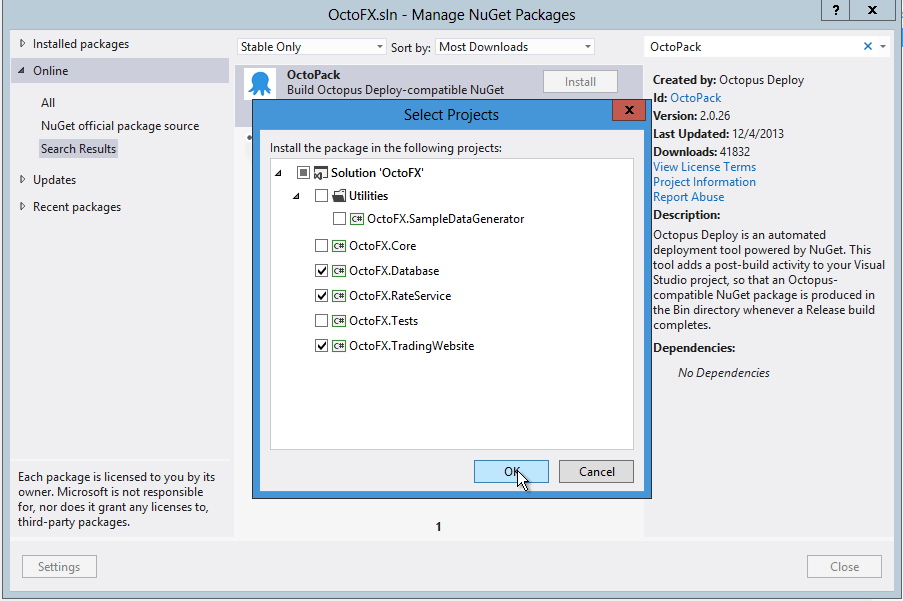 OctoFX.sln - Manage NuGet Packages
?
x
Installed packages
Online
All
NuGet official package source
Search Results
Updates
Recent packages
Each package is licensed to you by its
owner. Microsoft is not responsible
for, nor does it grant any licenses to,
third-party packages.
Settings
Stable Only
Sort by:
Most Downloads
OctoPack
Build Octopus Deploy-compatible NuGet
Install
Select Projects
x
Install the package in the following projects:
Solution 'OctoFX'
Utilities
C# OctoFX.SampleDataGenerator
C# OctoFX.Core
C# OctoFX.Database
C# OctoFX.RateService
C# OctoFX.Tests
C# OctoFX.TradingWebsite
OK
Cancel
1
OctoPack
Created by: Octopus Deploy
Id: OctoPack
Version: 2.0.26
Last Updated: 12/4/2013
Downloads: 41832
View License Terms
Project Information
Report Abuse
Description:
Octopus Deploy is an automated
deployment tool powered by NuGet. This
tool adds a post-build activity to your Visual
Studio project, so that an Octopus-
compatible NuGet package is produced in
the Bin directory whenever a Release build
completes.
Dependencies:
No Dependencies
Close